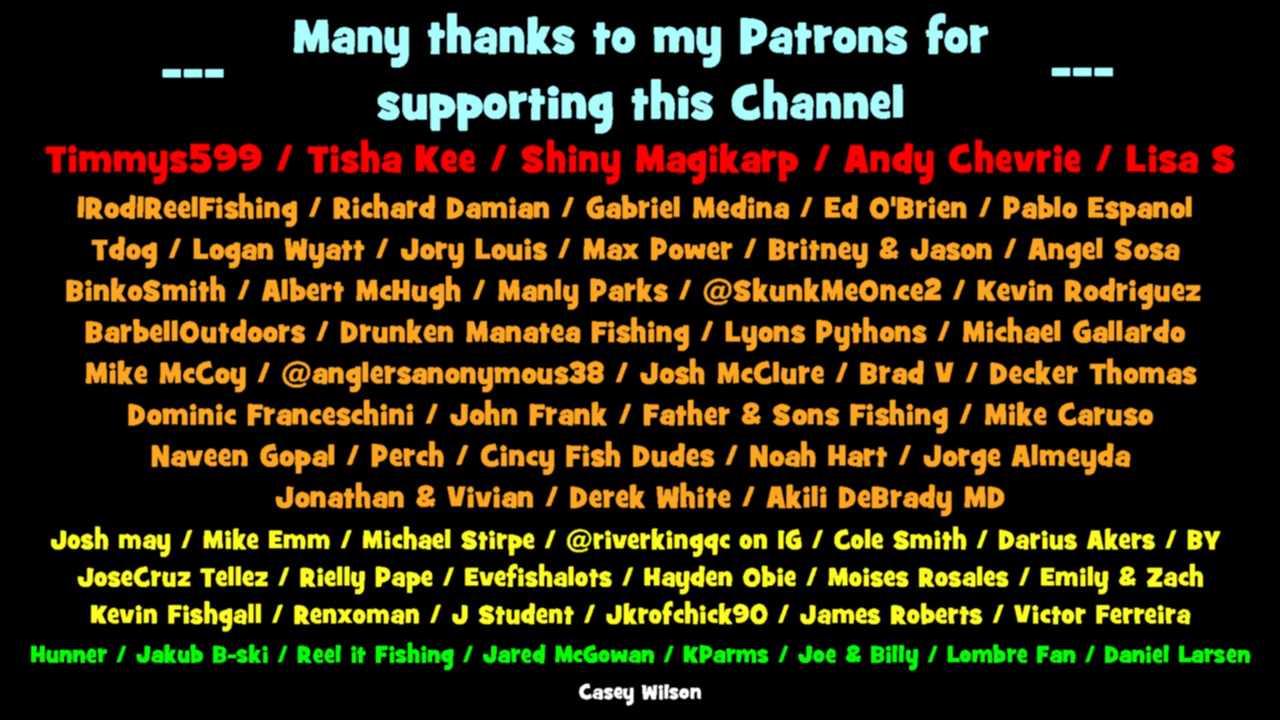 Many thanks to my Patrons for
--- ---
supporting this Channel
Timmys599 / Tisha Kee / Shiny Magikarp / Andy Chevrie / Lisa S
1Rod1ReelFishing / Richard Damian / Gabriel Medina / Ed O'Brien / Pablo Espanol
Tdog / Logan Wyatt / Jory Louis / Max Power / Britney & Jason / Angel Sosa
BinkoSmith / Albert McHugh / Manly Parks / @SkunkMeOnce2 / Kevin Rodriguez
BarbellOutdoors / Drunken Manatea Fishing / Lyons Pythons / Michael Gallardo
Mike McCoy / @anglersanonymous38 / Josh McClure / Brad V / Decker Thomas
Dominic Franceschini / John Frank / Father & Sons Fishing / Mike Caruso
Naveen Gopal / Perch / Cincy Fish Dudes / Noah Hart / Jorge Almeyda
Jonathan & Vivian / Derek White / Akili DeBrady MD
Josh may / Mike Emm / Michael Stirpe / @riverkingqc on IG / Cole Smith / Darius Akers / BY
JoseCruz Tellez / Rielly Pape / Evefishalots / Hayden Obie / Moises Rosales / Emily & Zach
Kevin Fishgall / Renxoman / J Student / Jkrofchick90 / James Roberts / Victor Ferreira
Hunner / Jakub B-ski / Reel it Fishing / Jared McGowan / KParms / Joe & Billy / Lombre Fan / Daniel Larsen
Casey Wilson